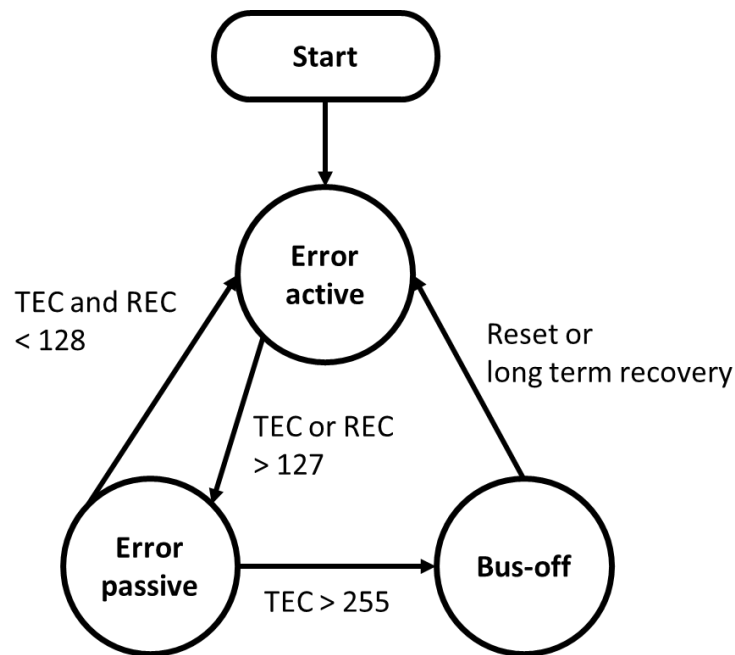 Start
Error
active
TEC and REC
< 128
Reset or
long term recovery
TEC or REC
> 127
Error
passive
TEC > 255
Bus-off